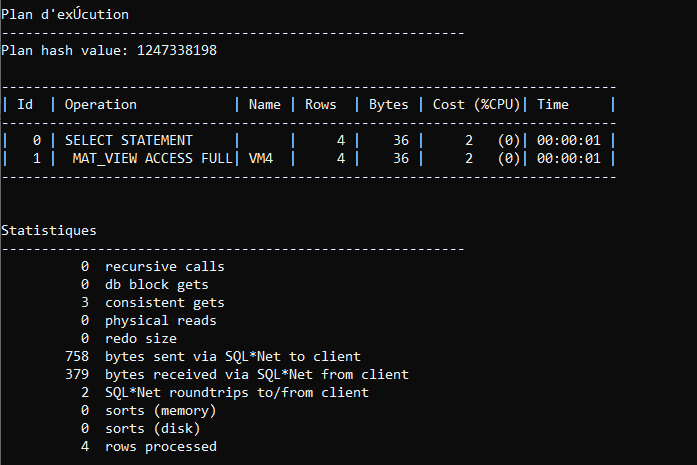 Plan d'exÚcution
----------------------------------------------------------
Plan hash value: 1247338198

-----------------------------------------------------------------------------
| Id  | Operation            | Name | Rows  | Bytes | Cost (%CPU)| Time     |
-----------------------------------------------------------------------------
|   0 | SELECT STATEMENT     |      |     4 |    36 |     2   (0)| 00:00:01 |
|   1 |  MAT_VIEW ACCESS FULL| VM4  |     4 |    36 |     2   (0)| 00:00:01 |
-----------------------------------------------------------------------------

Statistiques
----------------------------------------------------------
          0  recursive calls
          0  db block gets
          3  consistent gets
          0  physical reads
          0  redo size
        758  bytes sent via SQL*Net to client
        379  bytes received via SQL*Net from client
          2  SQL*Net roundtrips to/from client
          0  sorts (memory)
          0  sorts (disk)
          4  rows processed